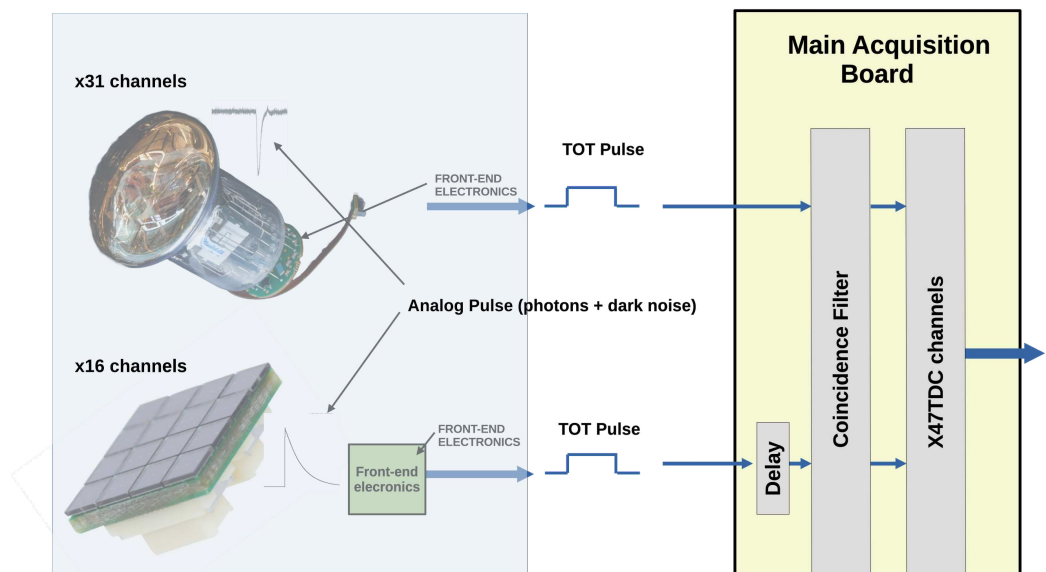 Main Acquisition
Board
x31 channels
TOT Pulse
FRONT-END
ELECTRONICS
Analog Pulse (photons + dark noise)
x16 channels
FRONT-END
ELECTRONICS
TOT Pulse
Front-end
elecronics
Delay
Coincidence Filter
X47TDC channels